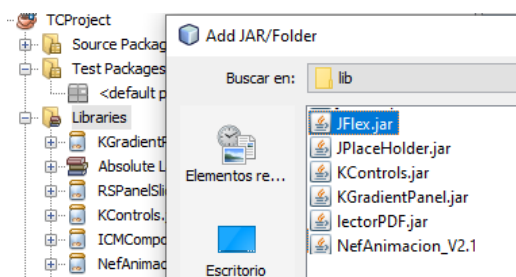 TCProject
Source Packag
Test Packages
<default p
Libraries
KGradientP
Absolute L
RSPanelSli
KControls.
ICMCompo
NefAnimac
Add JAR/Folder
Buscar en:
lib
Elementos re...
Escritorio
JFlex.jar
JPlaceHolder.jar
KControls.jar
KGradientPanel.jar
lectorPDF.jar
NefAnimacion_V2.1